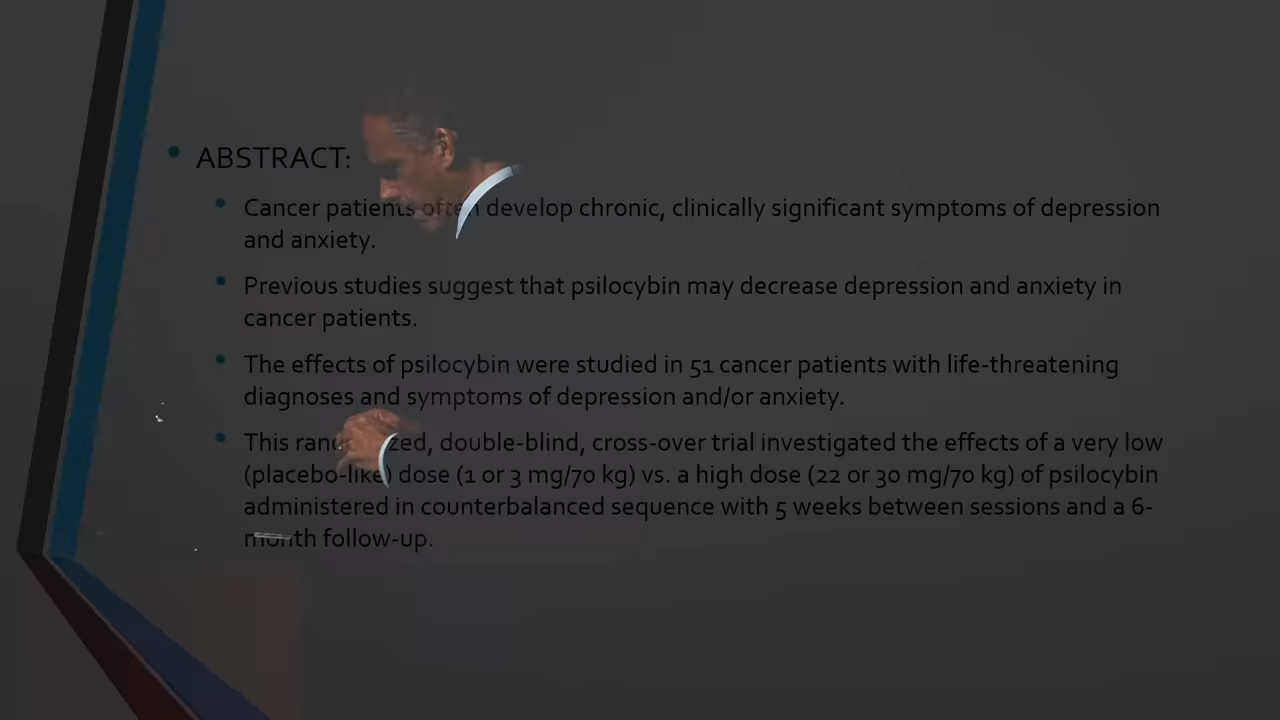 ABSTRACT:
Cancer patients often develop chronic, clinically significant symptoms of depression
and anxiety.
Previous studies suggest that psilocybin may decrease depression and anxiety in
cancer patients.
The effects of psilocybin were studied in 51 cancer patients with life-threatening
diagnoses and symptoms of depression and/or anxiety.
This randomized, double-blind, cross-over trial investigated the effects of a very low
(placebo-like) dose (1 or 3 mg/70 kg) vs. a high dose (22 or 30 mg/70 kg) of psilocybin
administered in counterbalanced sequence with 5 weeks between sessions and a 6-
month follow-up.